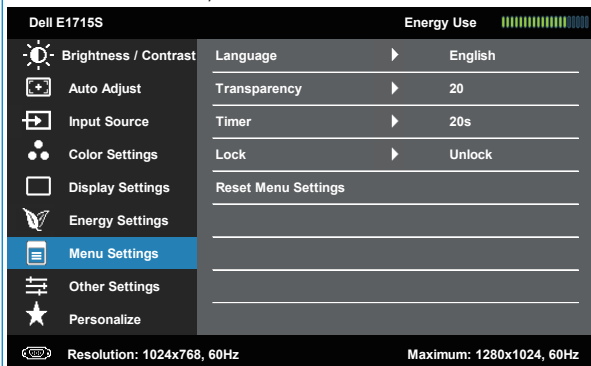 Dell E1715S Energy Use
Brightness / Contrast Language English
Auto Adjust Transparency 20
Input Source Timer 20s
Color Settings Lock Unlock
Display Settings Reset Menu Settings
Energy Settings
Menu Settings
Other Settings
Personalize
Resolution: 1024x768, 60Hz Maximum: 1280x1024, 60Hz